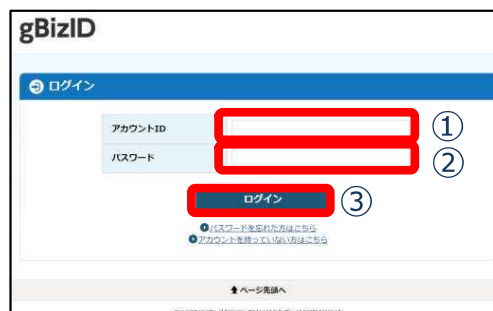 gBizID
ログイン
アカウントID
①
パスワード
②
ログイン
③
パスワードを忘れた方はこちら
アカウントを持っていない方はこちら
ページ先頭へ